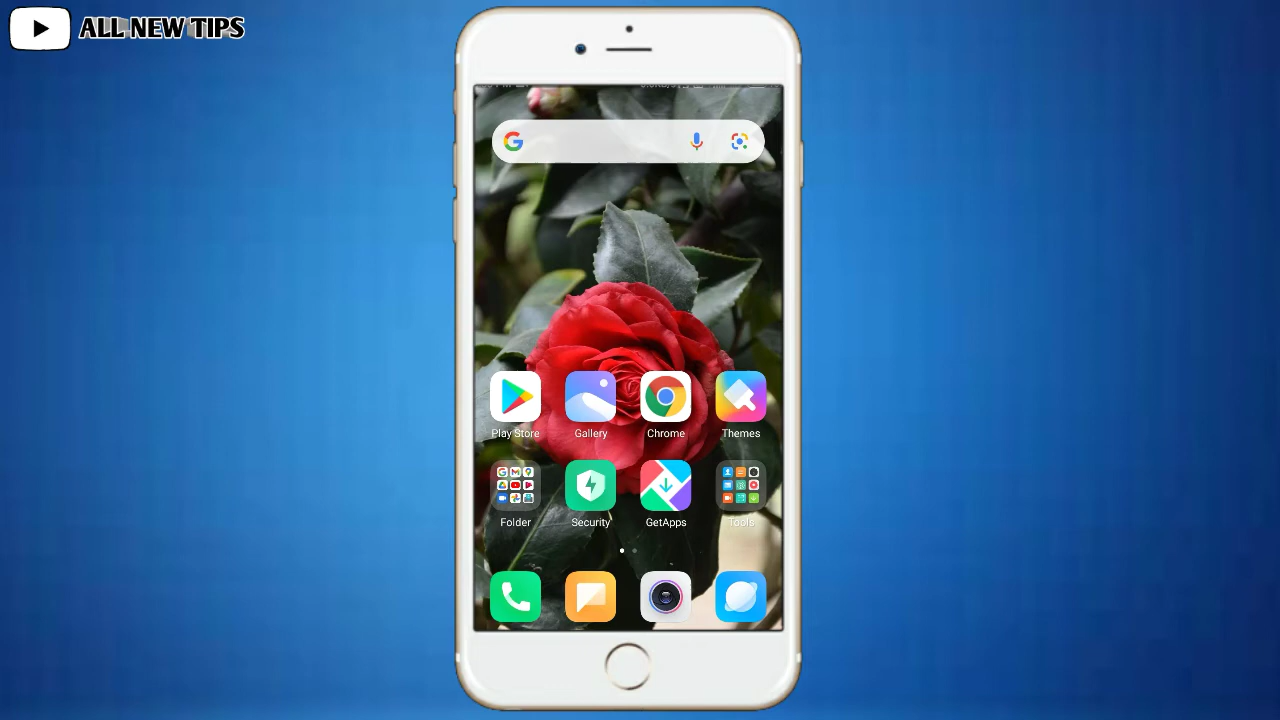 ALL NEW TIPS
Play Store Gallery Chrome Themes
Folder Security GetApps Tools